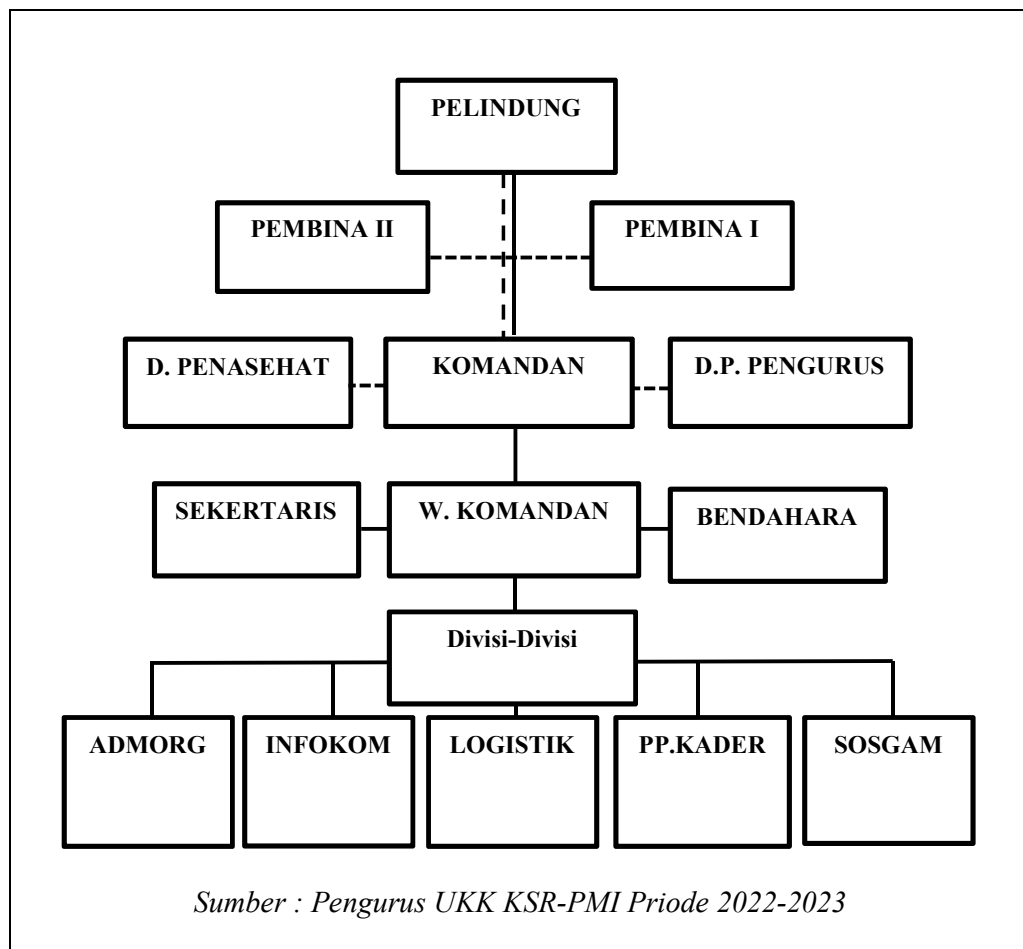 PELINDUNG
PEMBINA II
PEMBINA I
D. PENASEHAT
KOMANDAN
D.P. PENGURUS
SEKERTARIS
W. KOMANDAN
BENDAHARA
Divisi-Divisi
ADMORG
INFOKOM
LOGISTIK
PP.KADER
SOSGAM
Sumber : Pengurus UKK KSR-PMI Priode 2022-2023